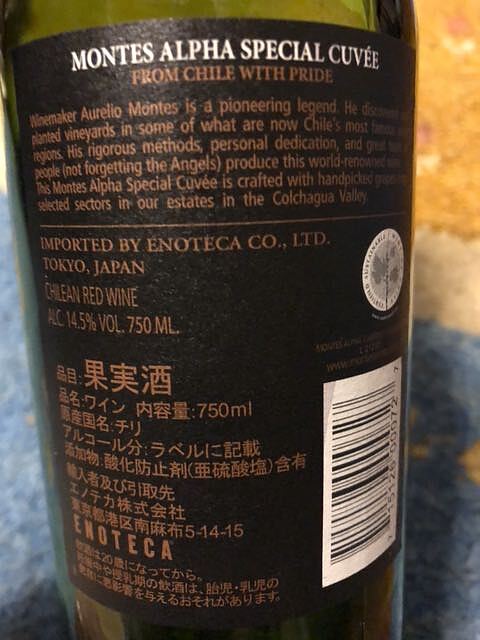 MONTES ALPHA SPECIAL CUVÉE
FROM CHILE WITH PRIDE
Winemaker Aurelio Montes is a pioneering legend. He
planted vineyards in some of what are now Chile's most famous
regions. His rigorous methods, personal dedication, and great
people (not forgetting the Angels) produce this world-renowned
This Montes Alpha Special Cuvée is crafted with handpicked
selected sectors in our estates in the Colchagua Valley.
IMPORTED BY ENOTECA CO., LTD.
TOKYO, JAPAN
CHILEAN RED WINE
ALC. 14.5% VOL. 750 ML.
MONTES ALPHA
品目:果実酒
品名:ワイン 内容量:750ml
原産国名:チリ
アルコール分:ラベルに記載
添加物:酸化防止剤(亜硫酸塩)含有
輸入者及び引取先
エノテカ株式会社
東京都港区南麻布5-14-15
ENOTECA
飲酒は20歳になってから。
妊娠中や授乳期の飲酒は、胎児・乳児の
発育に悪影響を与えるおそれがあります。